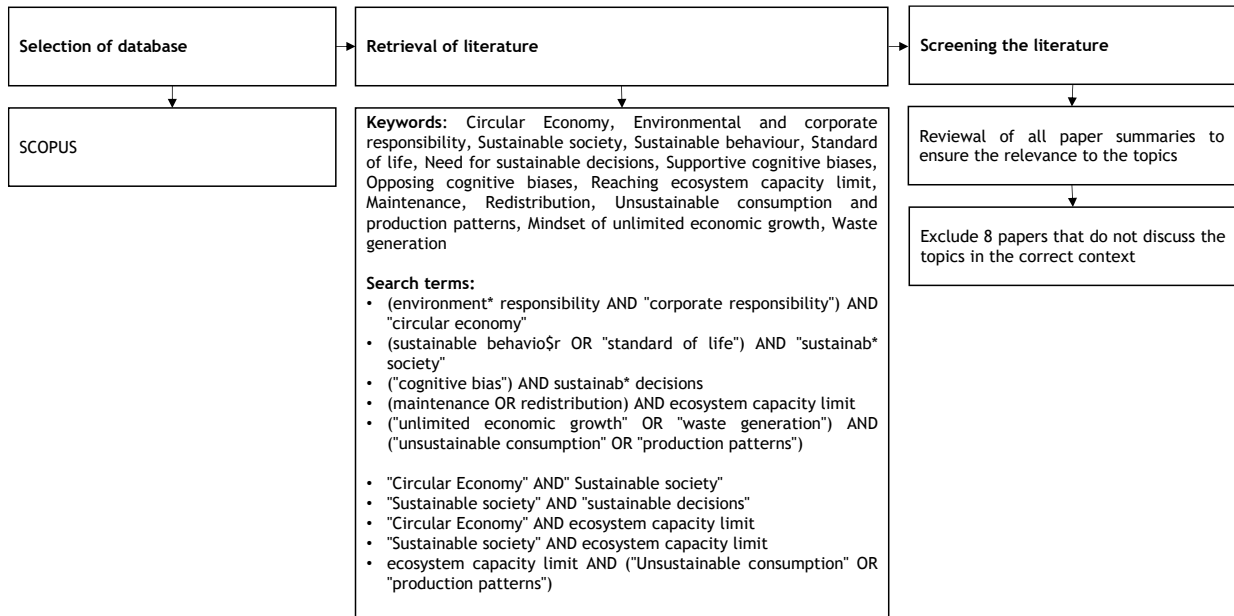 Selection of database
Retrieval of literature
Screening the literature
SCOPUS
Keywords: Circular Economy, Environmental and corporate
responsibility, Sustainable society, Sustainable behaviour, Standard
of life, Need for sustainable decisions, Supportive cognitive biases,
Opposing cognitive biases, Reaching ecosystem capacity limit,
Maintenance, Redistribution, Unsustainable consumption and
production patterns, Mindset of unlimited economic growth, Waste
generation
Search terms:
• (environment* responsibility AND "corporate responsibility") AND
"circular economy"
• (sustainable behavio$r OR "standard of life") AND "sustainab*
society"
• ("cognitive bias") AND sustainab* decisions
• (maintenance OR redistribution) AND ecosystem capacity limit
• ("unlimited economic growth" OR "waste generation") AND
("unsustainable consumption" OR "production patterns")
• "Circular Economy" AND" Sustainable society"
• "Sustainable society" AND "sustainable decisions"
• "Circular Economy" AND ecosystem capacity limit
• "Sustainable society" AND ecosystem capacity limit
• ecosystem capacity limit AND ("Unsustainable consumption" OR
"production patterns")
Reviewal of all paper summaries to
ensure the relevance to the topics
Exclude 8 papers that do not discuss the
topics in the correct context